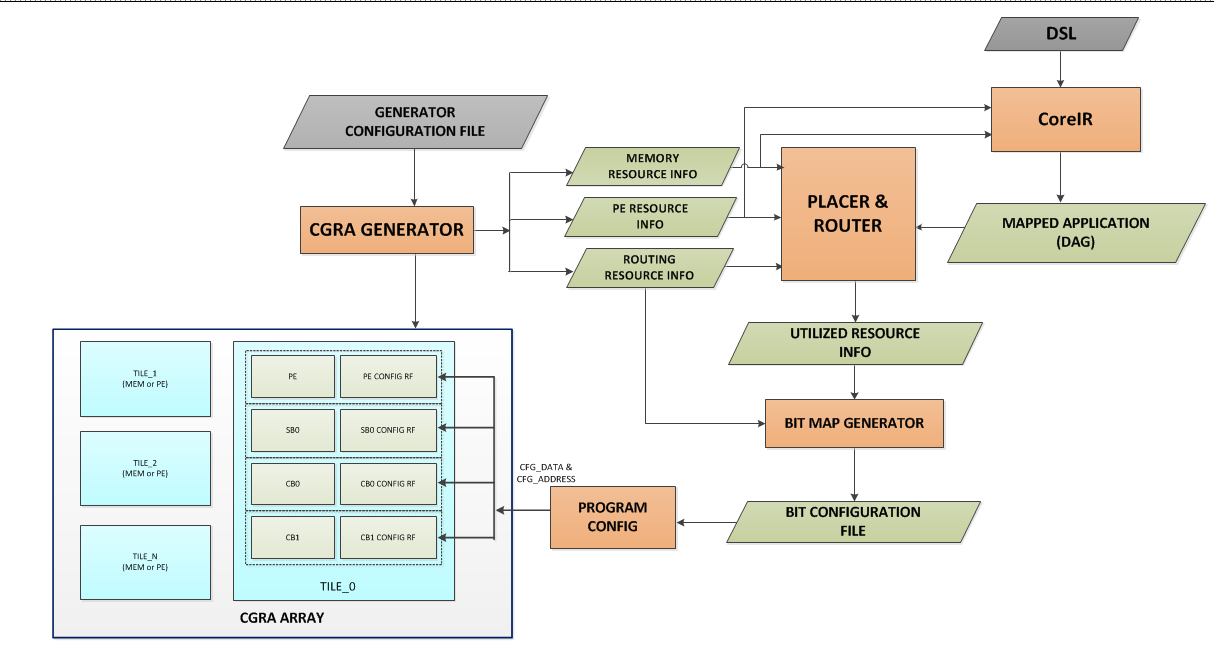 DSL
GENERATOR
CONFIGURATION FILE
CoreIR
MEMORY
RESOURCE INFO
PE RESOURCE
INFO
ROUTING
RESOURCE INFO
CGRA GENERATOR
PLACER &
ROUTER
MAPPED APPLICATION
(DAG)
UTILIZED RESOURCE
INFO
BIT MAP GENERATOR
BIT CONFIGURATION
FILE
PROGRAM
CONFIG
CFG_DATA &
CFG_ADDRESS
TILE_1
(MEM or PE)
TILE_2
(MEM or PE)
TILE_N
(MEM or PE)
PE
PE CONFIG RF
SB0
SB0 CONFIG RF
CB0
CB0 CONFIG RF
CB1
CB1 CONFIG RF
TILE_0
CGRA ARRAY